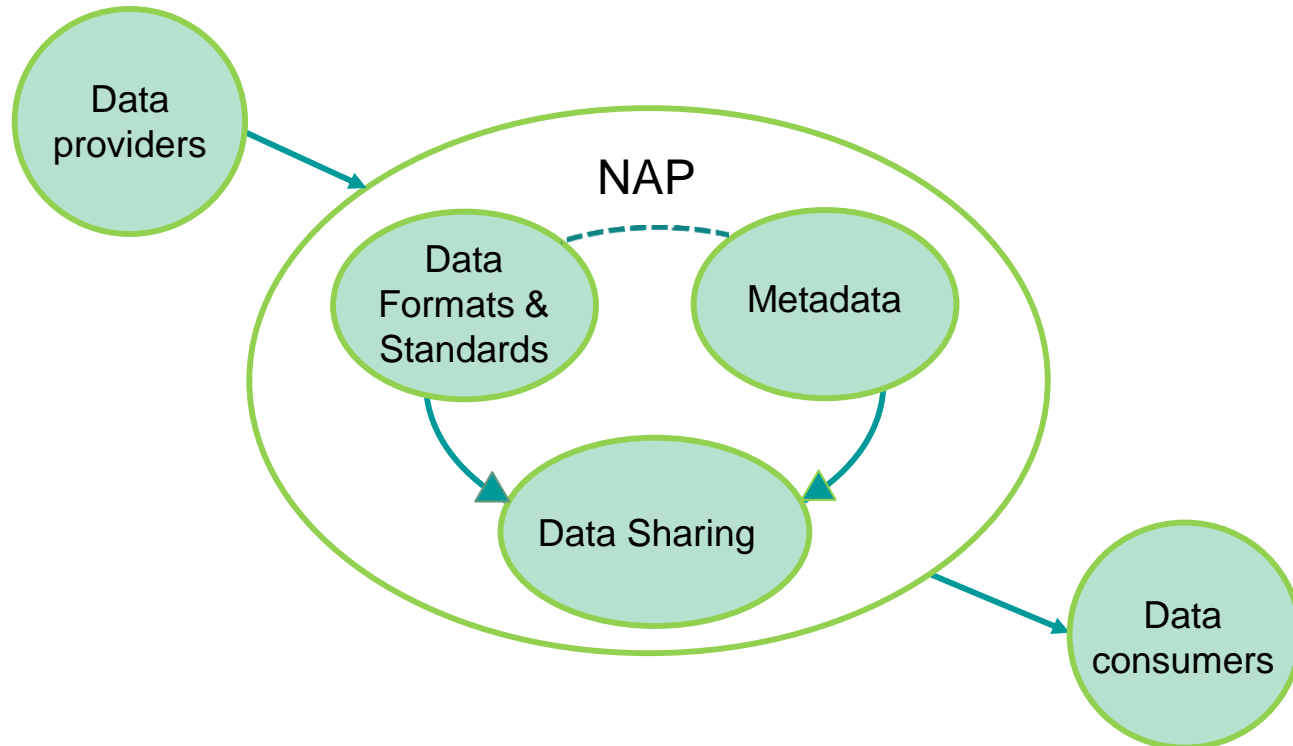 Data
providers
NAP
Data
Formats &
Standards
Metadata
Data Sharing
Data
consumers